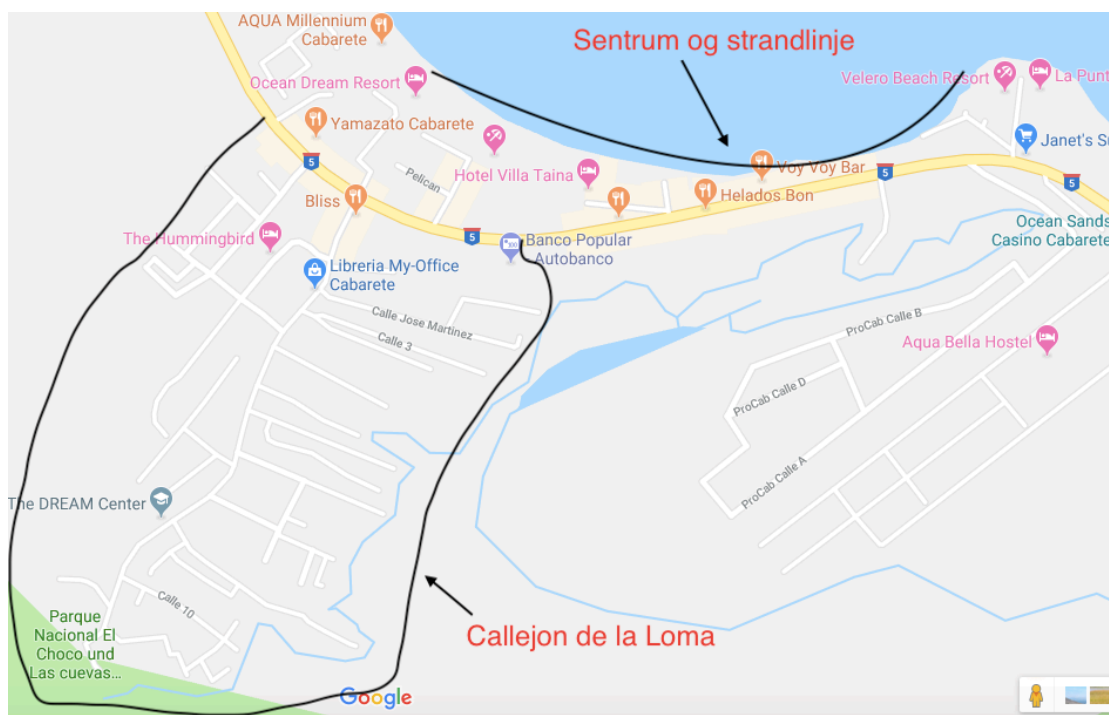 AQUA Millennium
Cabarete
Sentrum og strandlinje
Ocean Dream Resort
Velero Beach Resort
La Punt
Yamazato Cabarete
Janet's Su
5
Pelican
Hotel Villa Taina
Voy Voy Bar
5
5
Bliss
Helados Bon
The Hummingbird
5
Banco Popular
Autobanco
Ocean Sands
Casino Cabarete
Libreria My-Office
Cabarete
Calle Jose Martinez
Calle 3
ProCab Calle B
Aqua Bella Hostel
ProCab Calle D
ProCab Calle A
The DREAM Center
Calle 10
Parque
Nacional El
Choco und
Las cuevas...
Callejon de la Loma
Google